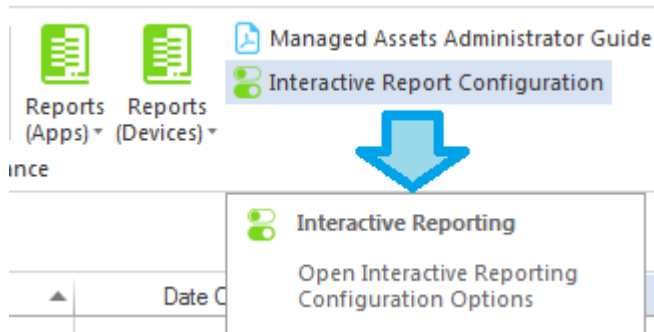 Managed Assets Administrator Guide
Interactive Report Configuration
Reports Reports
(Apps) (Devices)
ance
Interactive Reporting
Open Interactive Reporting
Configuration Options
Date C